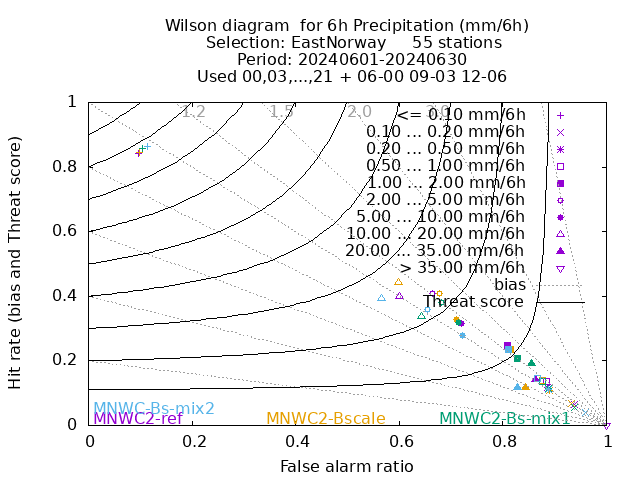 Wilson diagram  for 6h Precipitation (mm/6h)
Selection: EastNorway     55 stations
Period: 20240601-20240630
Used 00,03,...,21 + 06-00 09-03 12-06
Hit rate (bias and Threat score)
1
0.8
0.6
0.4
0.2
0
1.2
1.5
2.0
3.0
<= 0.10 mm/6h
0.10 ... 0.20 mm/6h
0.20 ... 0.50 mm/6h
0.50 ... 1.00 mm/6h
1.00 ... 2.00 mm/6h
2.00 ... 5.00 mm/6h
5.00 ... 10.00 mm/6h
10.00 ... 20.00 mm/6h
20.00 ... 35.00 mm/6h
> 35.00 mm/6h
bias
Threat score
MNWC-Bs-mix2
MNWC2-ref
MNWC2-Bscale
MNWC2-Bs-mix1
0
0.2
0.4
0.6
0.8
1
False alarm ratio